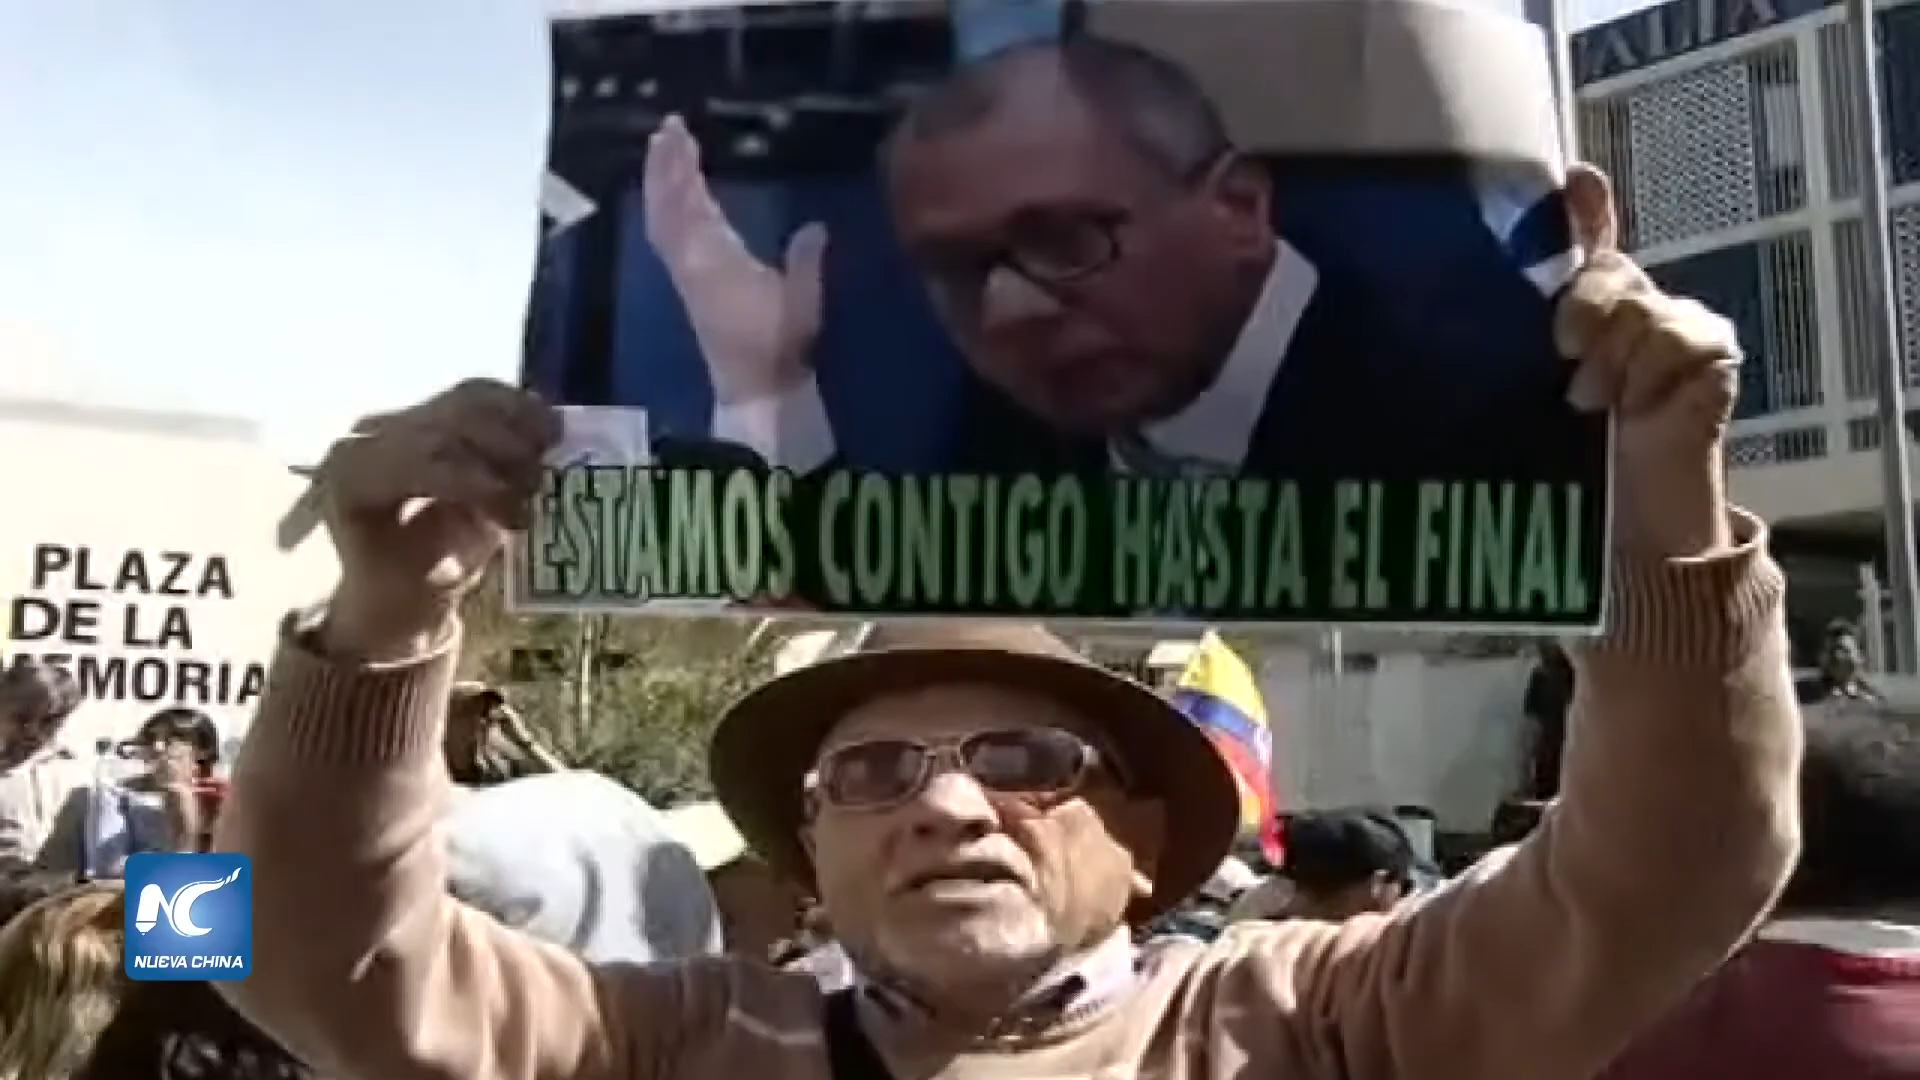 ESTAMOS CONTIGO HASTA EL FINAL
PLAZA
DE LA
MEMORIA
NUEVA CHINA